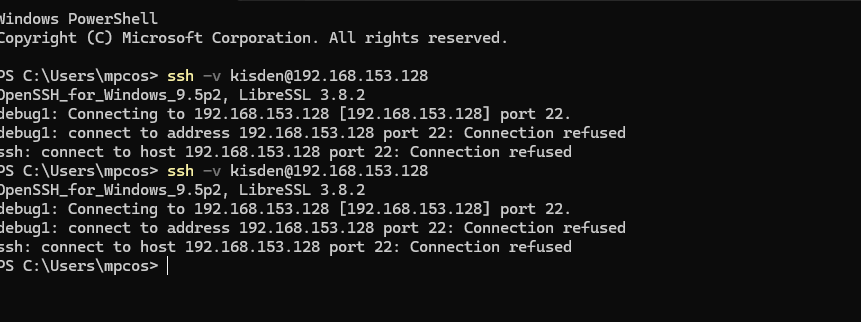 Windows PowerShell
Copyright (C) Microsoft Corporation. All rights reserved.
PS C:\Users\mpcos> ssh -v kisden@192.168.153.128
OpenSSH_for_Windows_9.5p2, LibreSSL 3.8.2
debug1: Connecting to 192.168.153.128 [192.168.153.128] port 22.
debug1: connect to address 192.168.153.128 port 22: Connection refused
ssh: connect to host 192.168.153.128 port 22: Connection refused
PS C:\Users\mpcos> ssh -v kisden@192.168.153.128
OpenSSH_for_Windows_9.5p2, LibreSSL 3.8.2
debug1: Connecting to 192.168.153.128 [192.168.153.128] port 22.
debug1: connect to address 192.168.153.128 port 22: Connection refused
ssh: connect to host 192.168.153.128 port 22: Connection refused
PS C:\Users\mpcos>